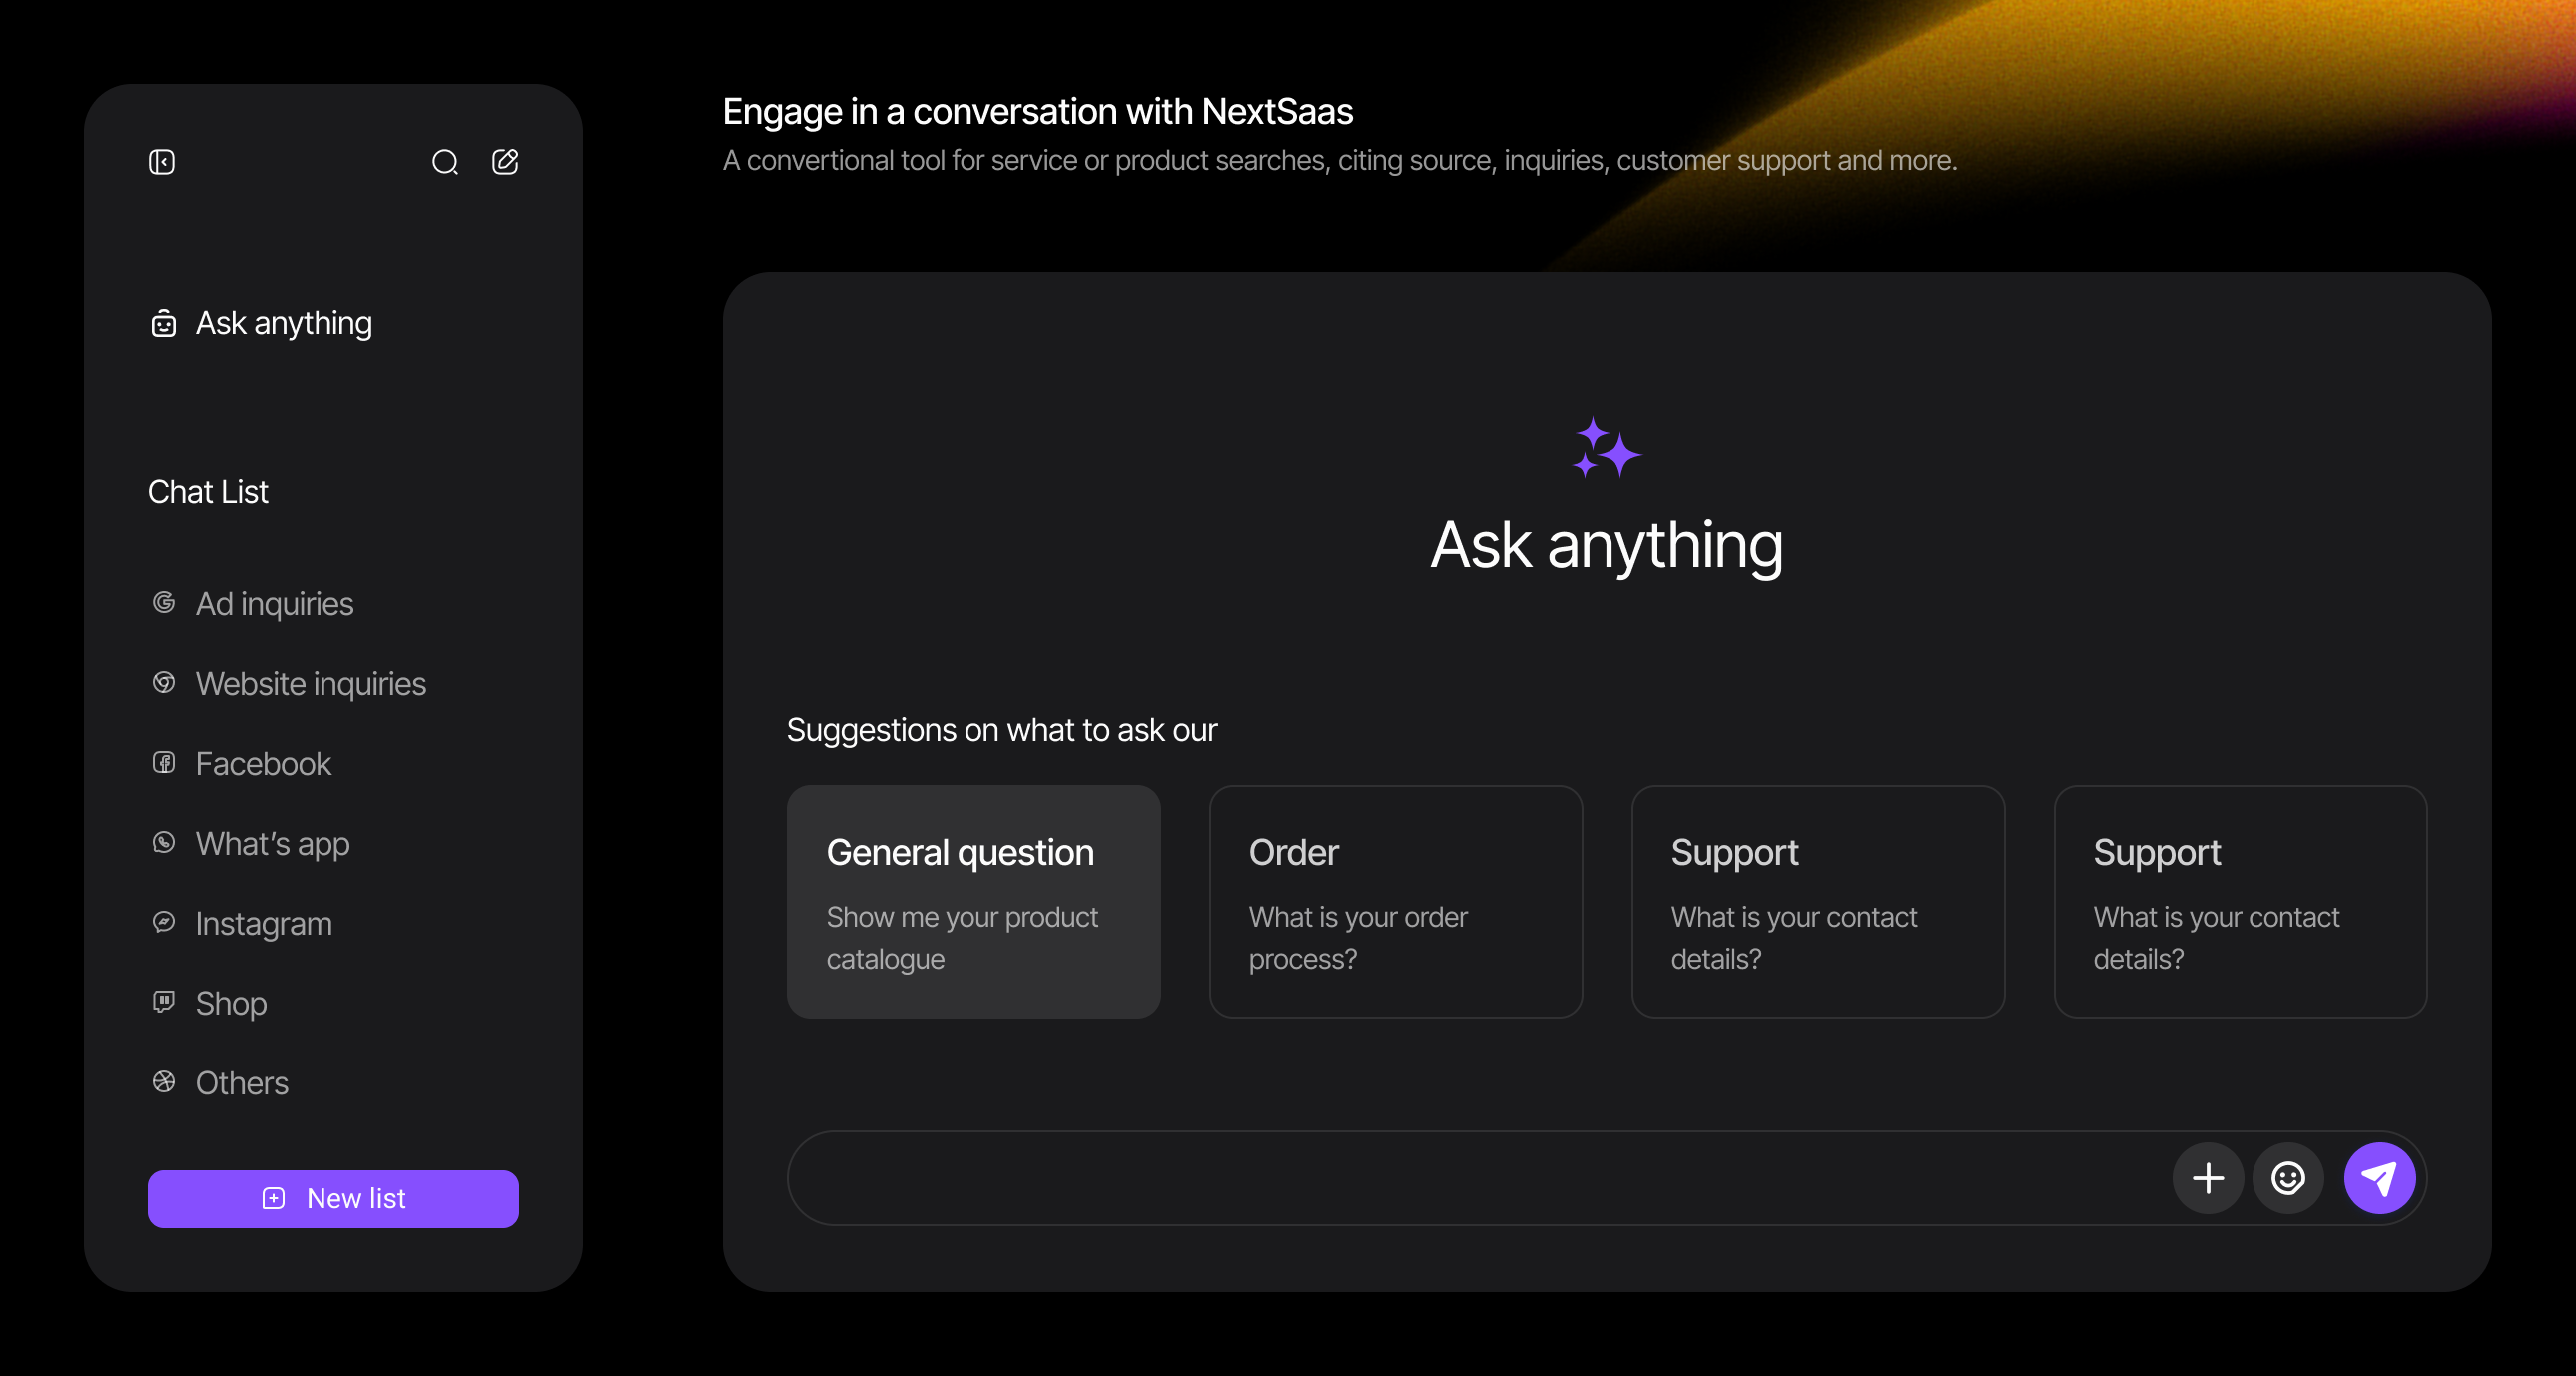 Engage in a conversation with NextSaas
A convertional tool for service or product searches, citing source, inquiries, customer support and more.
Ask anything
Chat List
Ad inquiries
Website inquiries
Facebook
What’s app
Instagram
Shop
Others
New list
Ask anything
Suggestions on what to ask our
General question
Show me your product
catalogue
Order
What is your order
process?
Support
What is your contact
details?
Support
What is your contact
details?